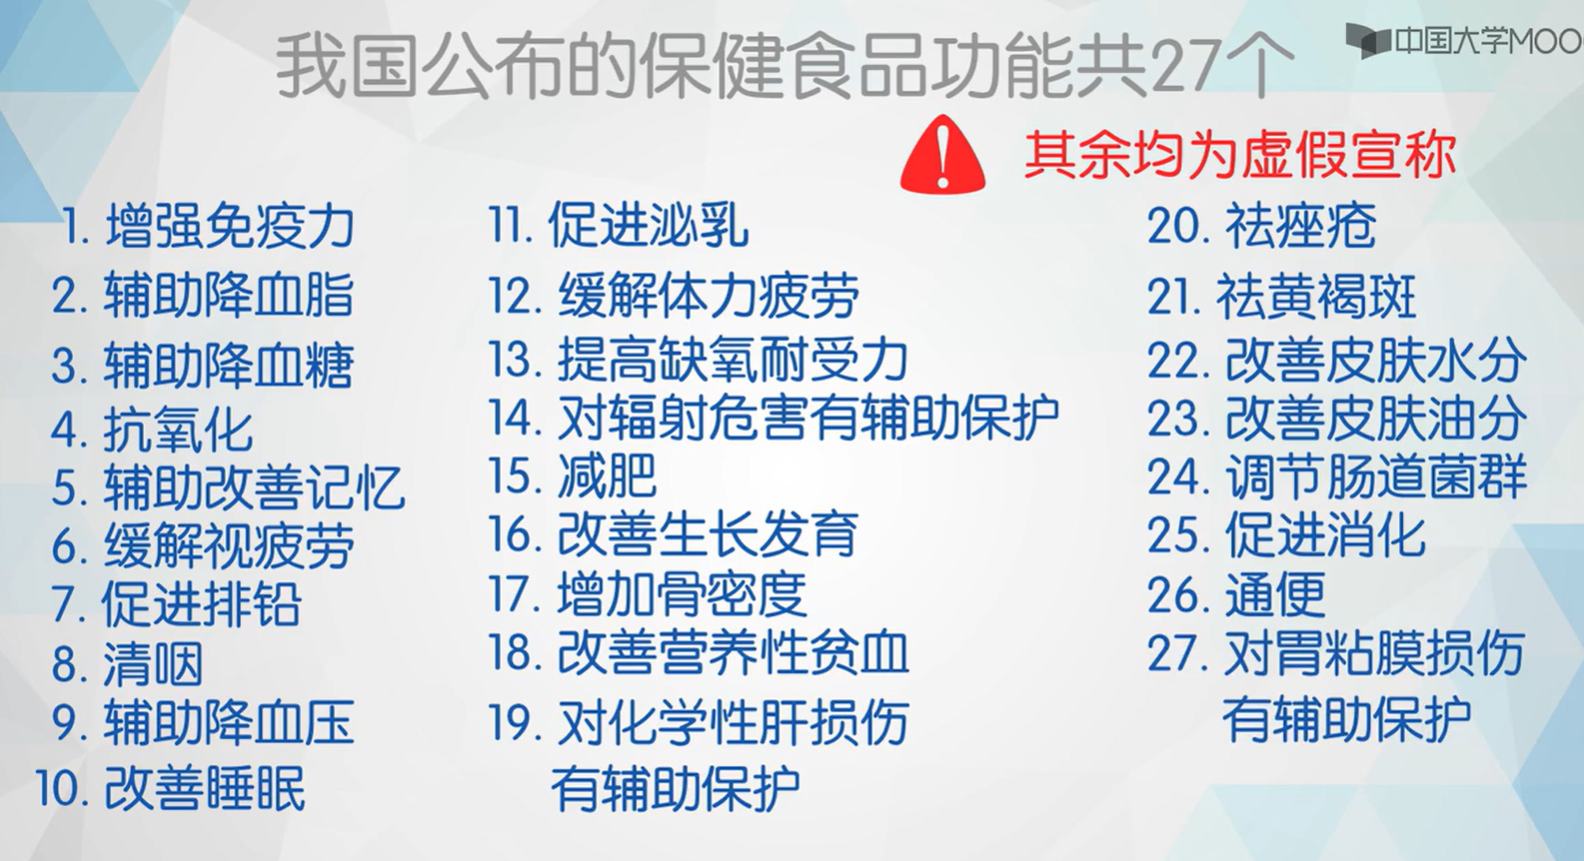 中国大学MOO
我国公布的保健食品功能共27个
其余均为虚假宣称
1. 增强免疫力
2. 辅助降血脂
3. 辅助降血糖
4. 抗氧化
5. 辅助改善记忆
6. 缓解视疲劳
7. 促进排铅
8. 清咽
9. 辅助降血压
10. 改善睡眠
11. 促进泌乳
12. 缓解体力疲劳
13. 提高缺氧耐受力
14. 对辐射危害有辅助保护
15. 减肥
16. 改善生长发育
17. 增加骨密度
18. 改善营养性贫血
19. 对化学性肝损伤
有辅助保护
20. 祛痤疮
21. 祛黄褐斑
22. 改善皮肤水分
23. 改善皮肤油分
24. 调节肠道菌群
25. 促进消化
26. 通便
27. 对胃粘膜损伤
有辅助保护